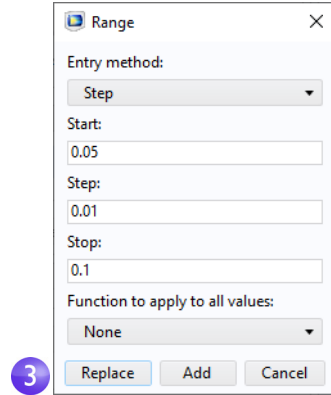 Range
Entry method:
Step
Start:
0.05
Step:
0.01
Stop:
0.1
Function to apply to all values:
None
3 Replace Add Cancel